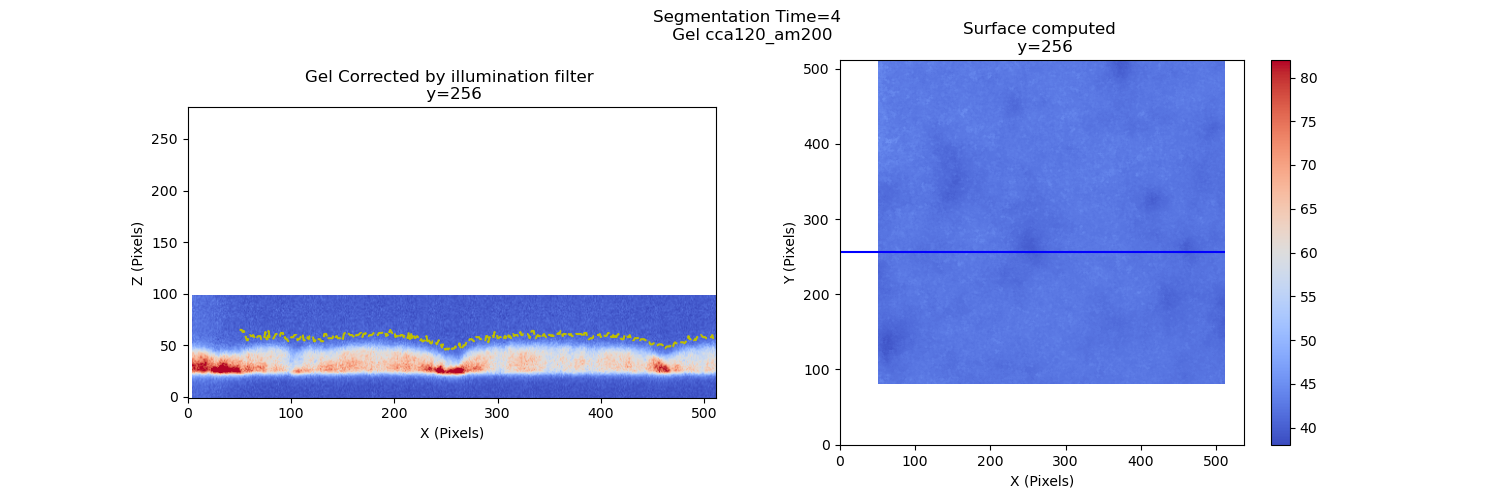 Segmentation Time=4
Gel cca120_am200
Gel Corrected by illumination filter
y=256
250
200
150
100
50
0
Z (Pixels)
0 100 200 300 400 500
X (Pixels)
Surface computed
y=256
500
400
300
200
100
0
Y (Pixels)
0 100 200 300 400 500
X (Pixels)
80
75
70
65
60
55
50
45
40